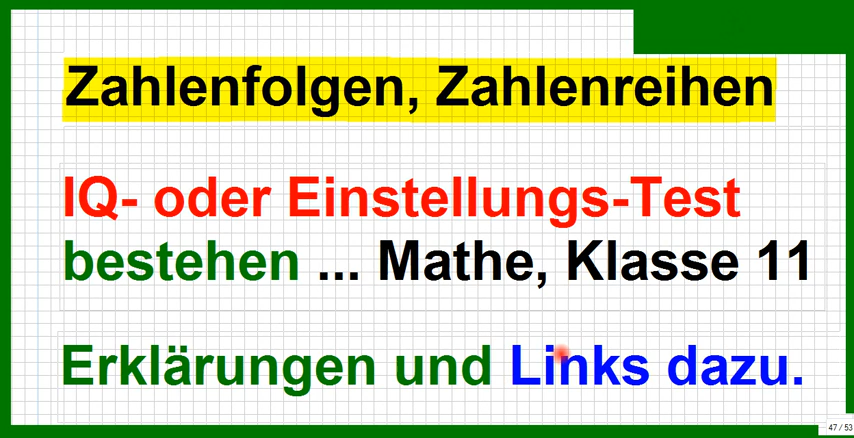 Zahlenfolgen, Zahlenreihen
IQ- oder Einstellungs-Test
bestehen ... Mathe, Klasse 11
Erklärungen und Links dazu.
47 / 53